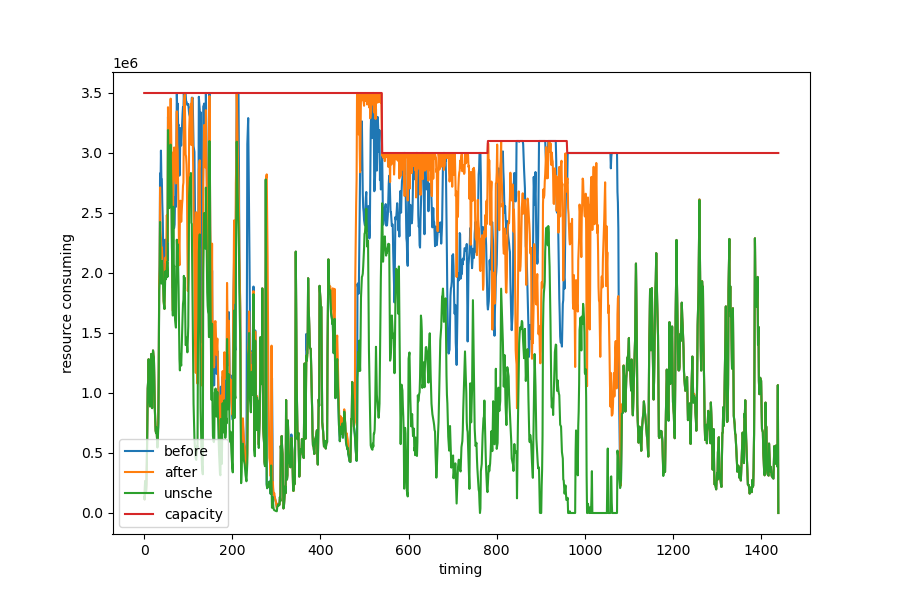 1e6
3.5
3.0
2.5
2.0
1.5
1.0
0.5
0.0
resource consuming
before
after
unsche
capacity
0 200 400 600 800 1000 1200 1400
timing